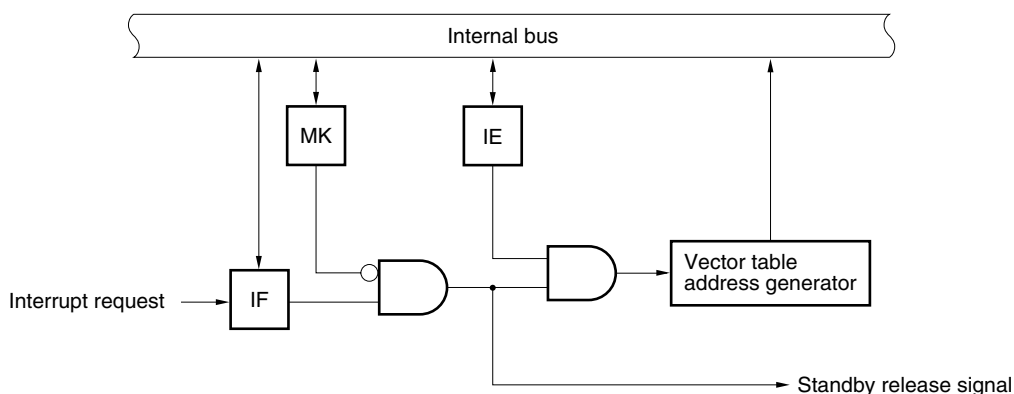 Internal bus
MK
IE
Interrupt request
IF
Vector table
address generator
Standby release signal